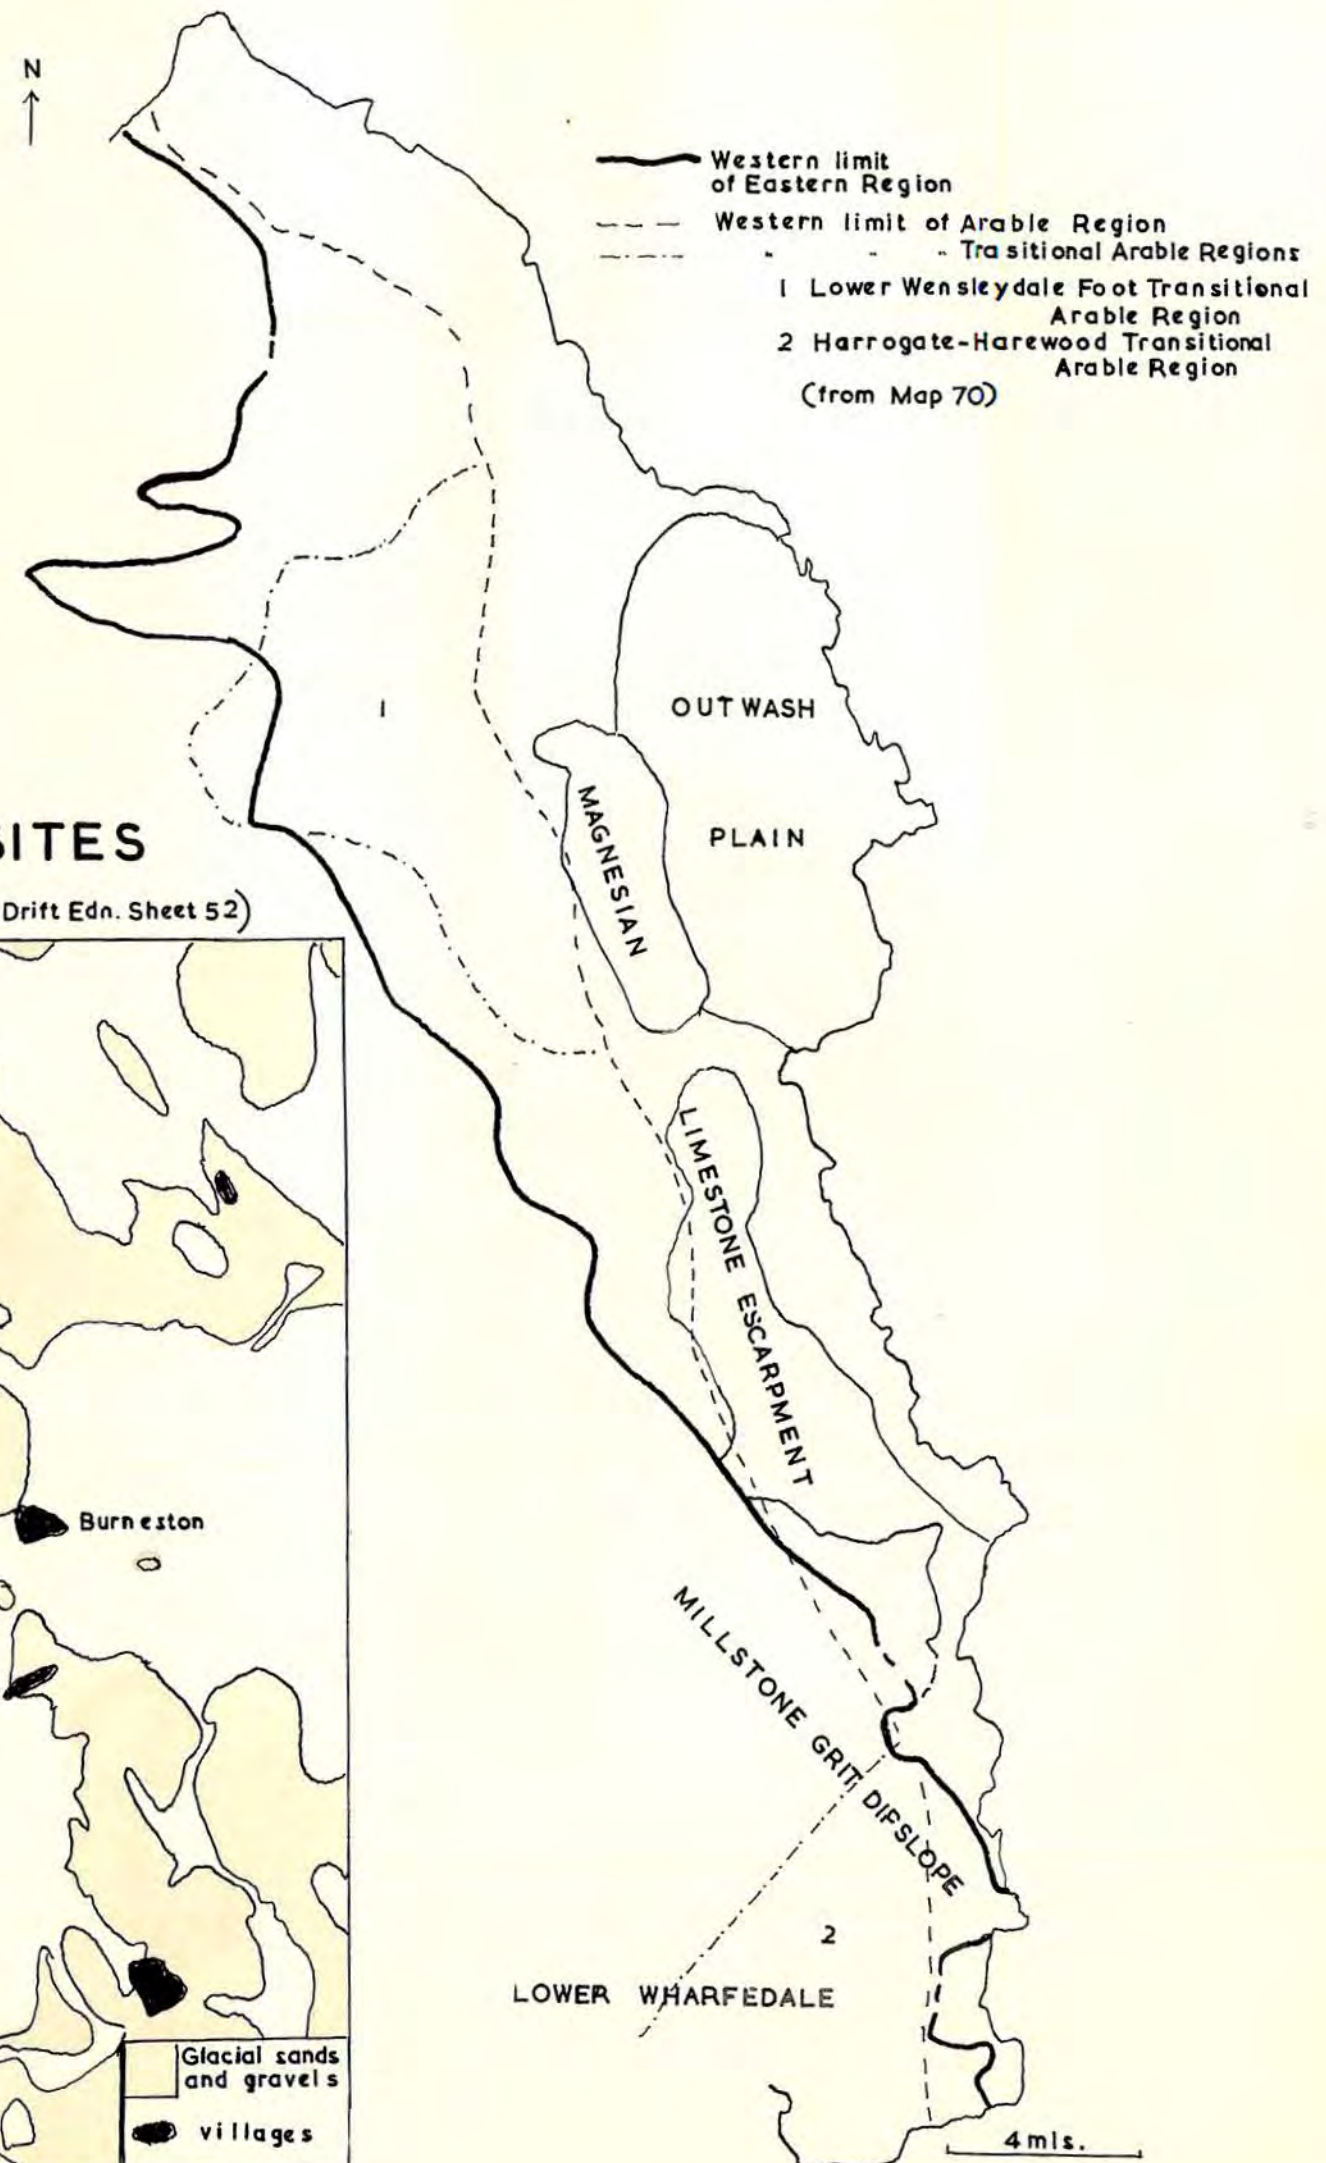 N
Western limit
of Eastern Region
Western limit of Arable Region
" " " Trasitional Arable Regions
1 Lower Wensleydale Foot Transitional
Arable Region
2 Harrogate-Harewood Transitional
Arable Region
(from Map 70)
1
OUTWASH
PLAIN
MAGNESIAN
LIMESTONE ESCARPMENT
MILLSTONE GRIT DIPSLOPE
2
LOWER WHARFEDALE
4mls.
SITES
Drift Edn. Sheet 52)
Burneston
Glacial sands
and gravels
villages